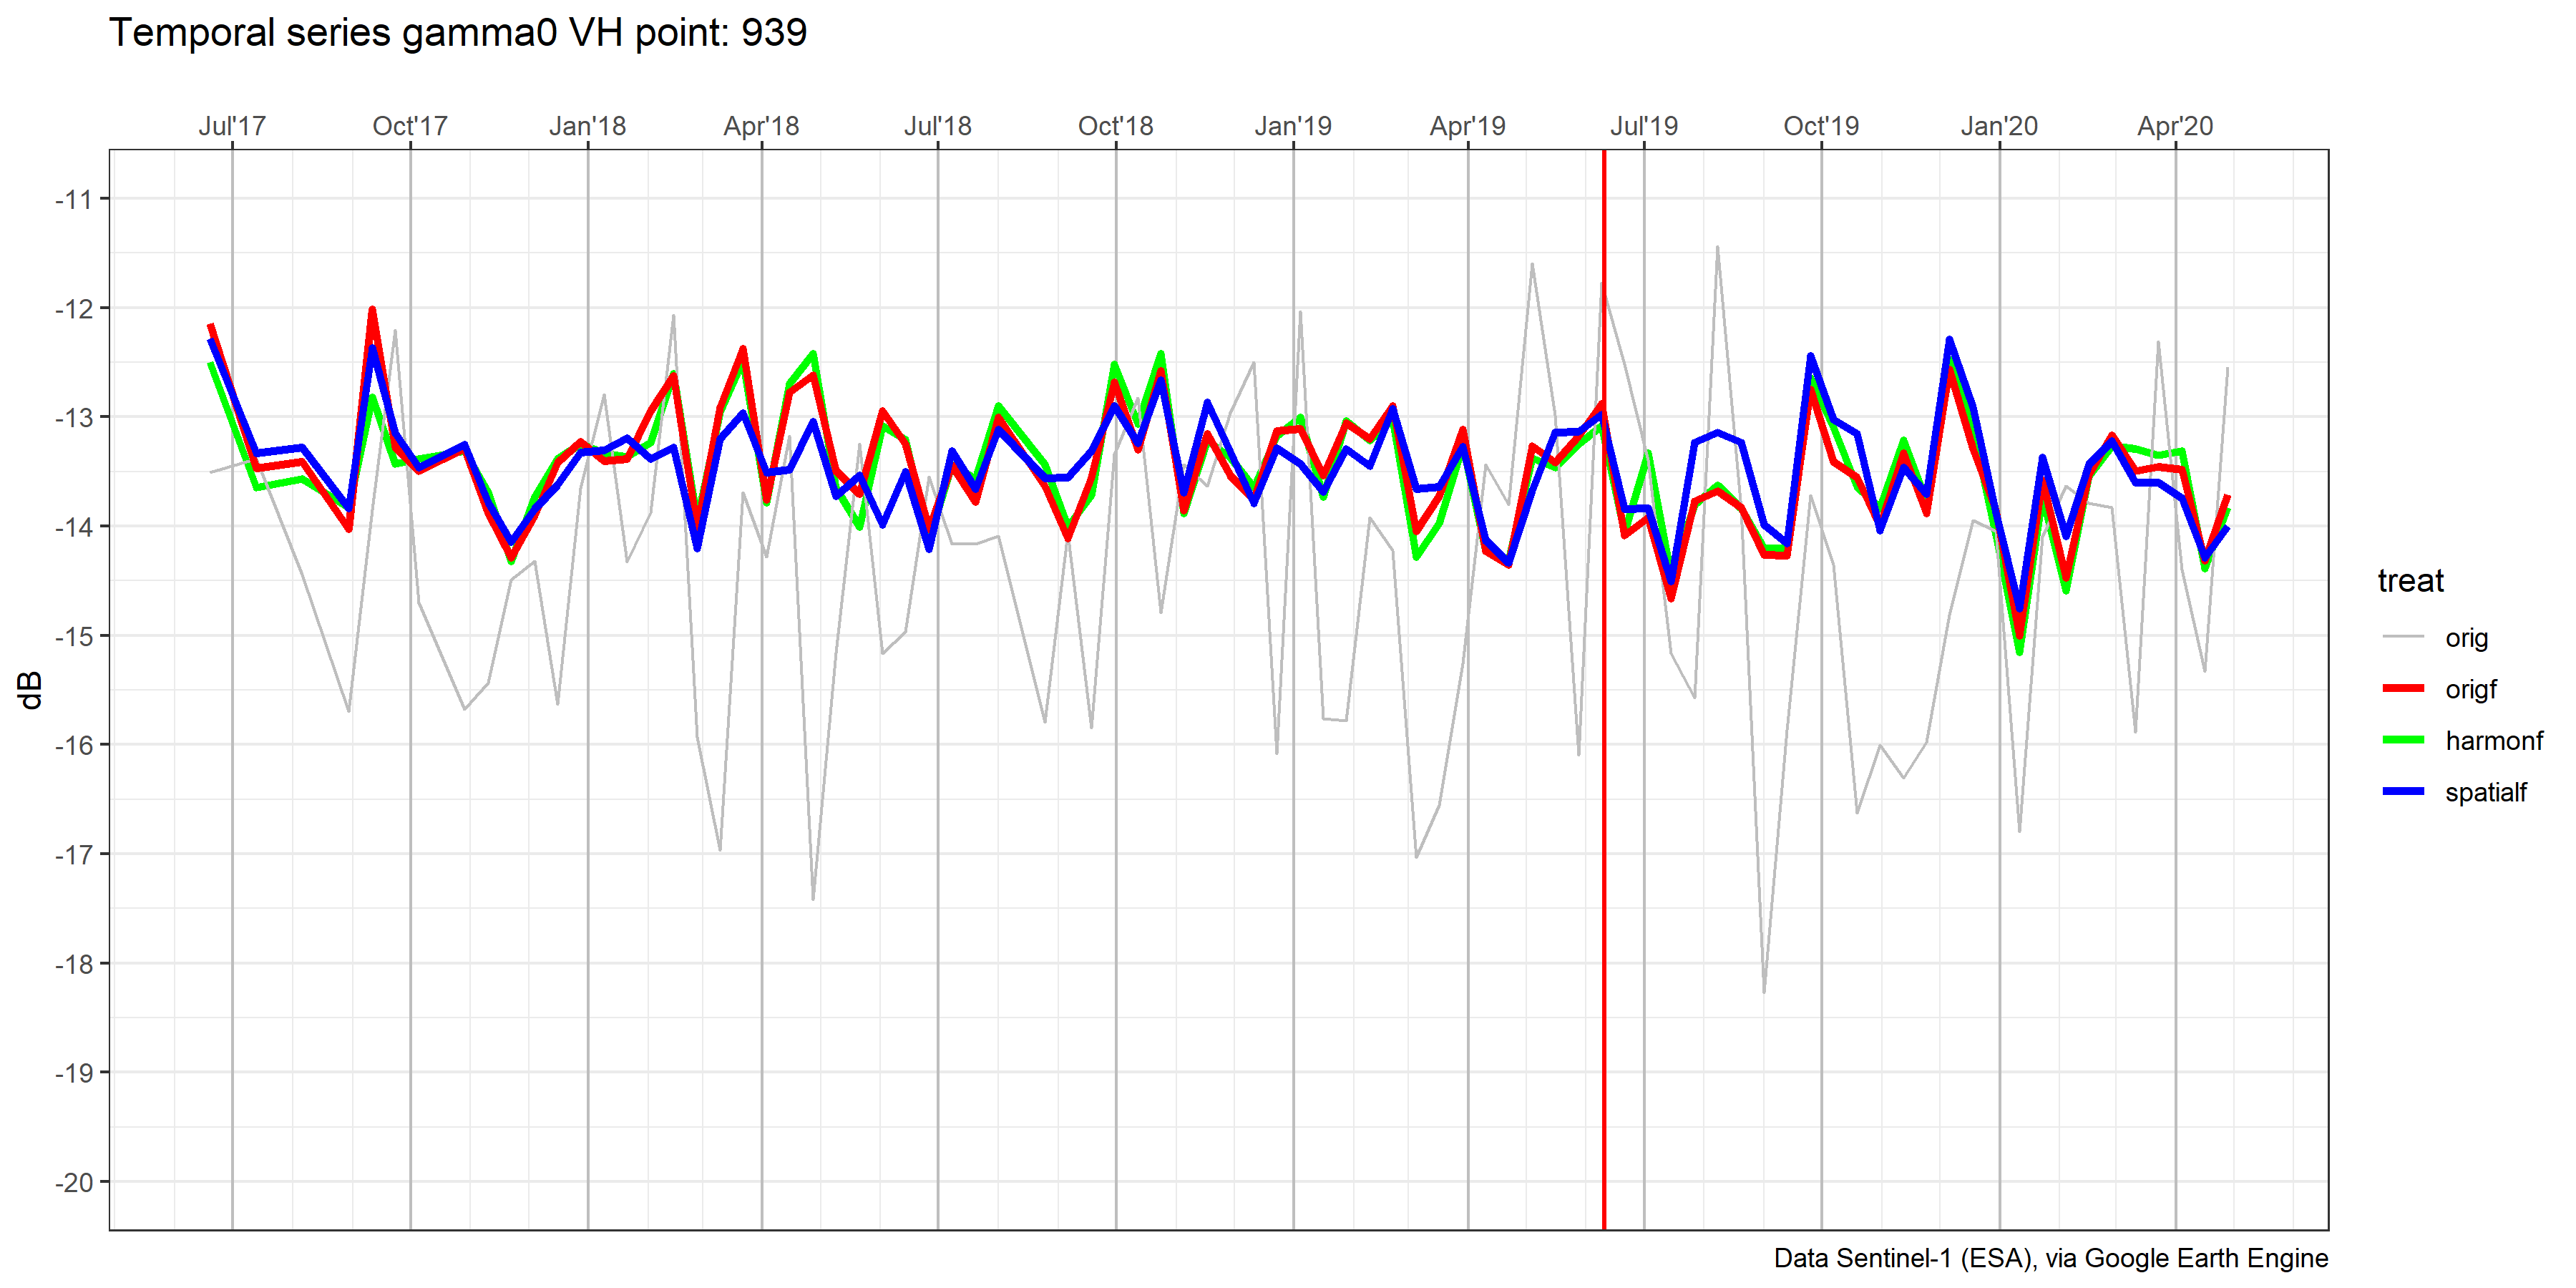 Temporal series gamma0 VH point: 939
Jul'17 Oct'17 Jan'18 Apr'18 Jul'18 Oct'18 Jan'19 Apr'19 Jul'19 Oct'19 Jan'20 Apr'20
-11
-12
-13
-14
-15
-16
-17
-18
-19
-20
dB
treat
orig
origf
harmonf
spatialf
Data Sentinel-1 (ESA), via Google Earth Engine